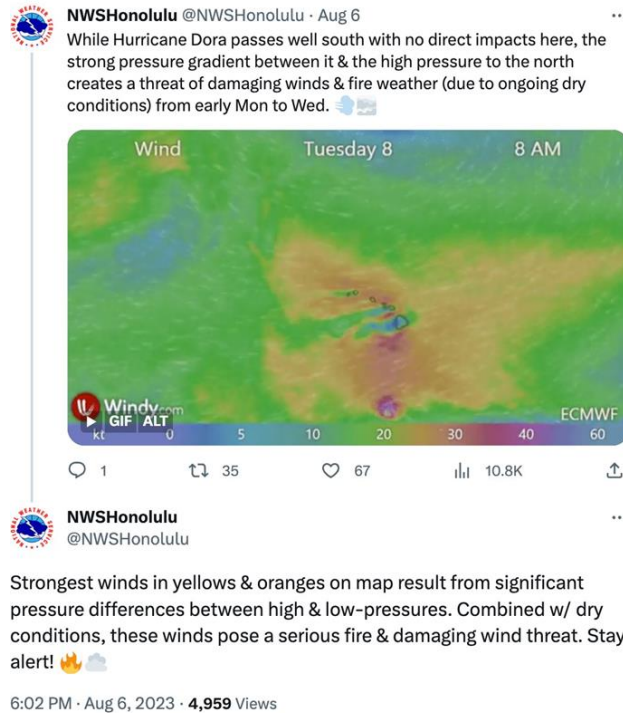 NWSHonolulu @NWSHonolulu · Aug 6
While Hurricane Dora passes well south with no direct impacts here, the
strong pressure gradient between it & the high pressure to the north
creates a threat of damaging winds & fire weather (due to ongoing dry
conditions) from early Mon to Wed. 💨🌫️
Wind Tuesday 8 8 AM
Windy.com
ECMWF
GIF ALT
kt 0 5 10 20 30 40 60
1 35 67 10.8K
NWSHonolulu
@NWSHonolulu
Strongest winds in yellows & oranges on map result from significant
pressure differences between high & low-pressures. Combined w/ dry
conditions, these winds pose a serious fire & damaging wind threat. Stay
alert! 🔥🌫️
6:02 PM · Aug 6, 2023 · 4,959 Views